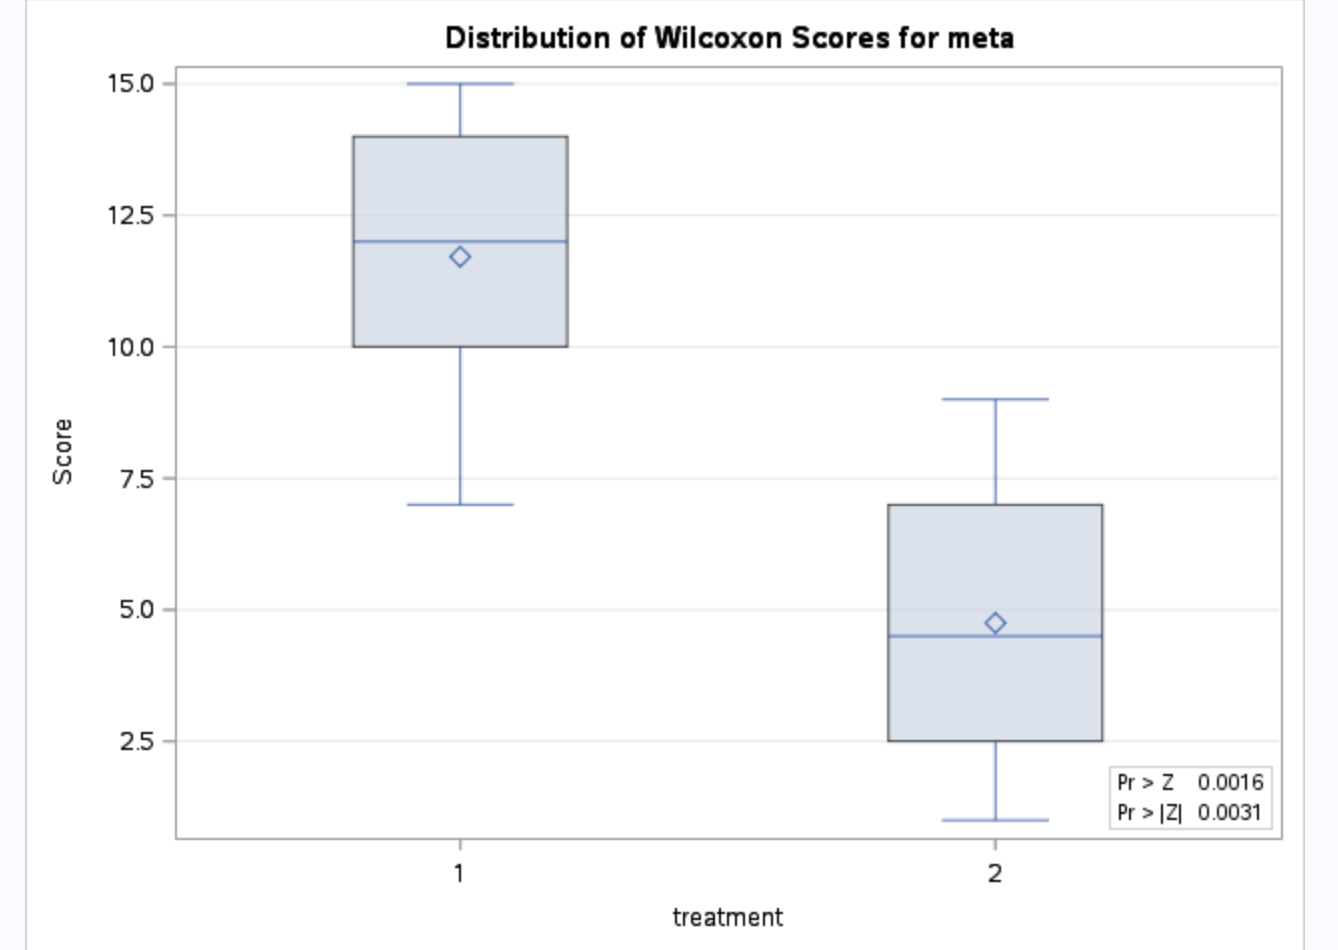 Distribution of Wilcoxon Scores for meta
15.0
12.5
10.0
7.5
5.0
2.5
Score
Pr > Z 0.0016
Pr > |Z| 0.0031
1 2
treatment